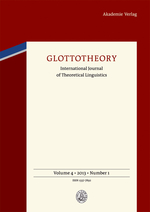 Akademie Verlag
GLOTTOTHEORY
International Journal
of Theoretical Linguistics
Volume 4 • 2013 • Number 1